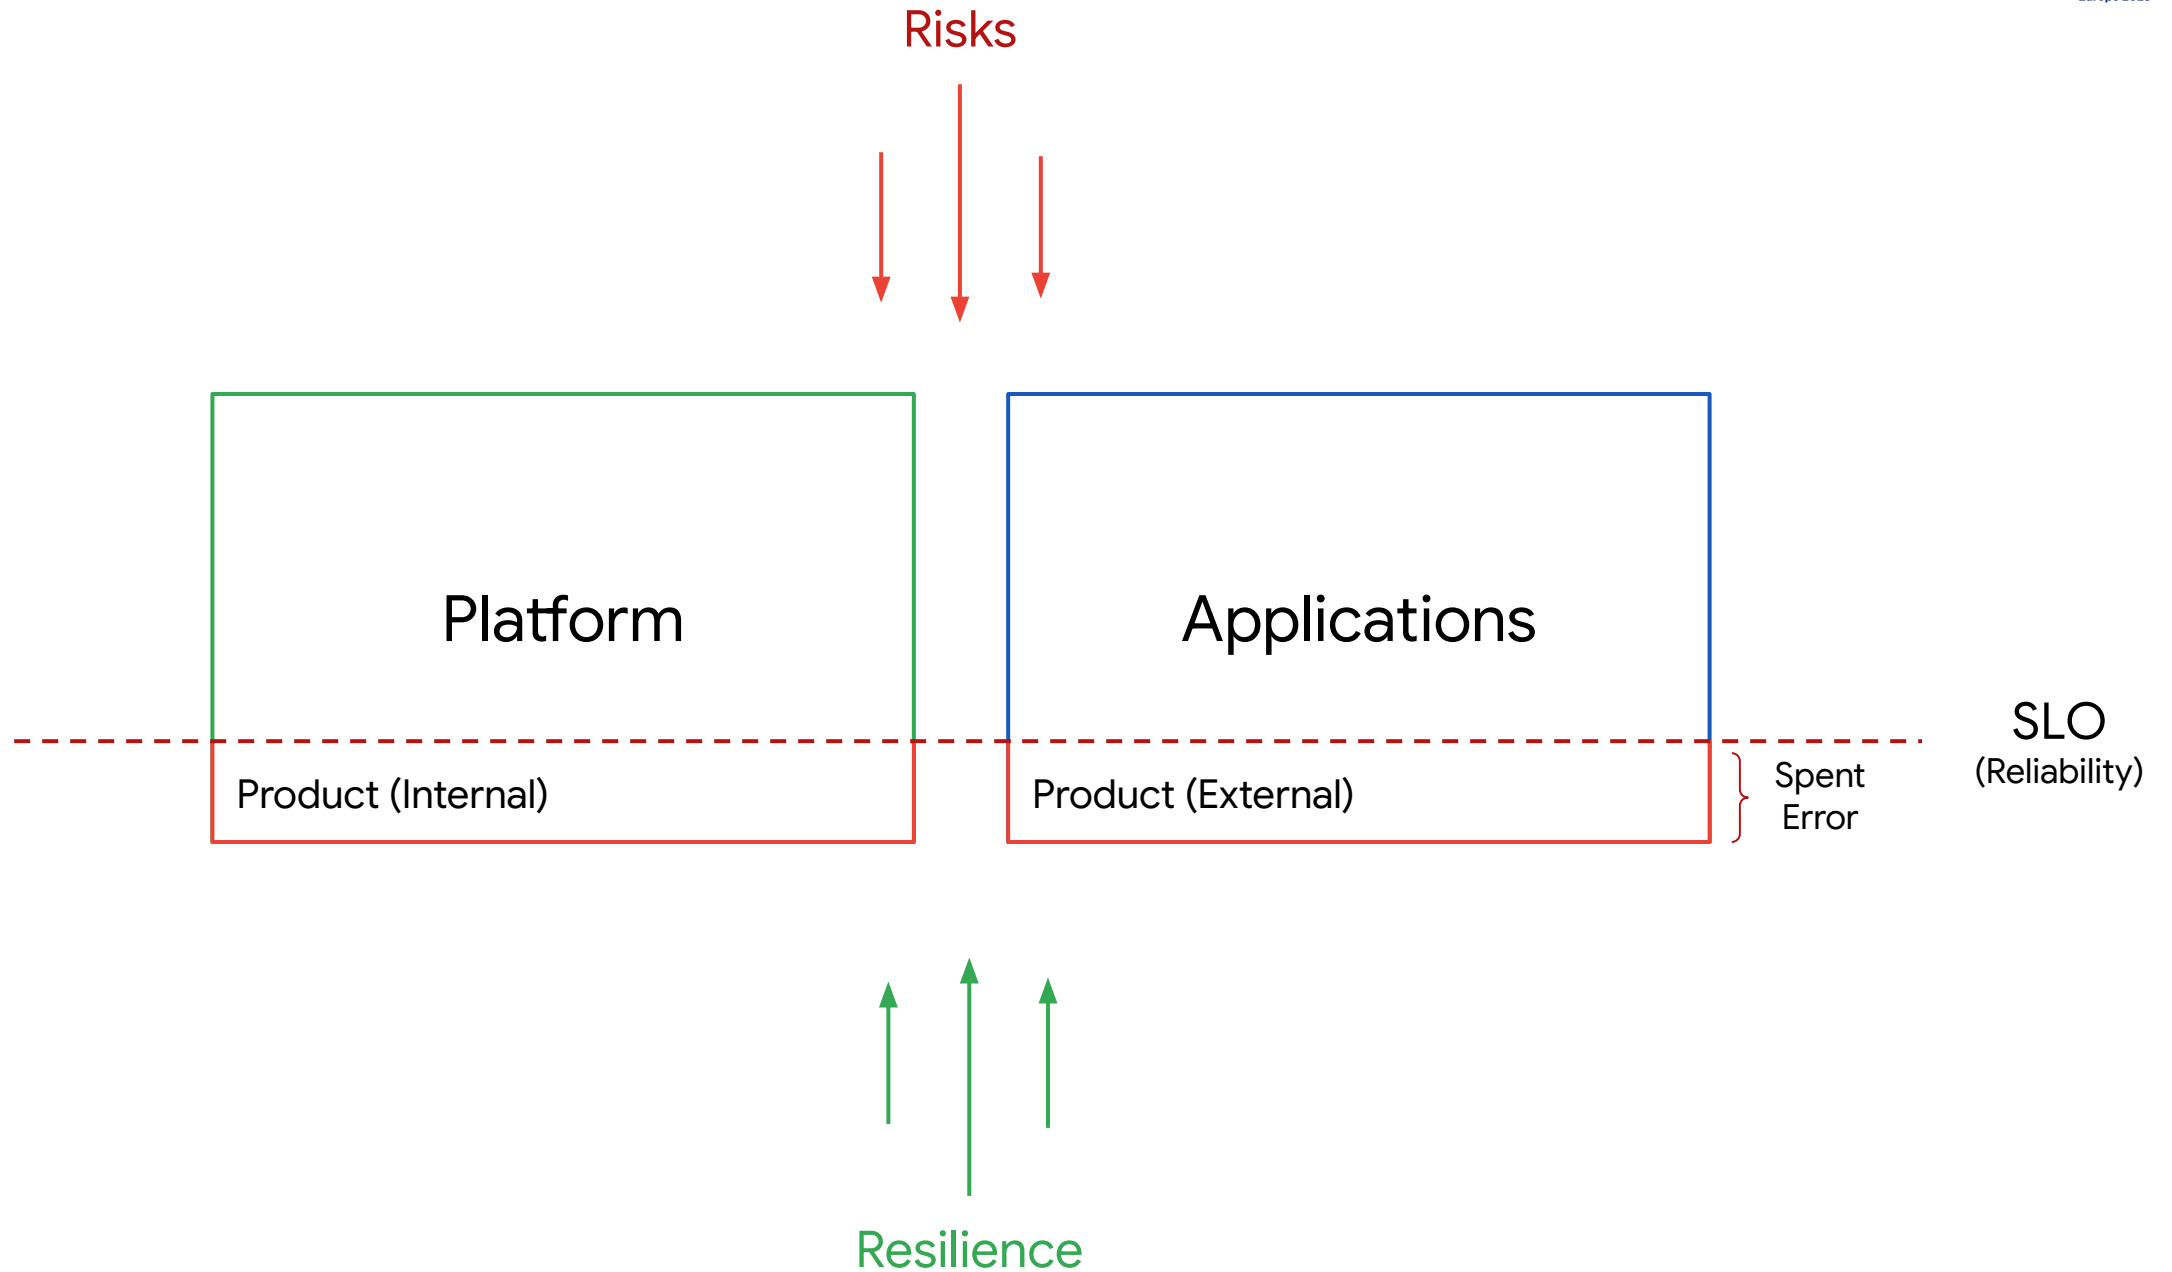 Risks
Platform
Applications
SLO
(Reliability)
Product (Internal)
Product (External)
Spent
Error
Resilience